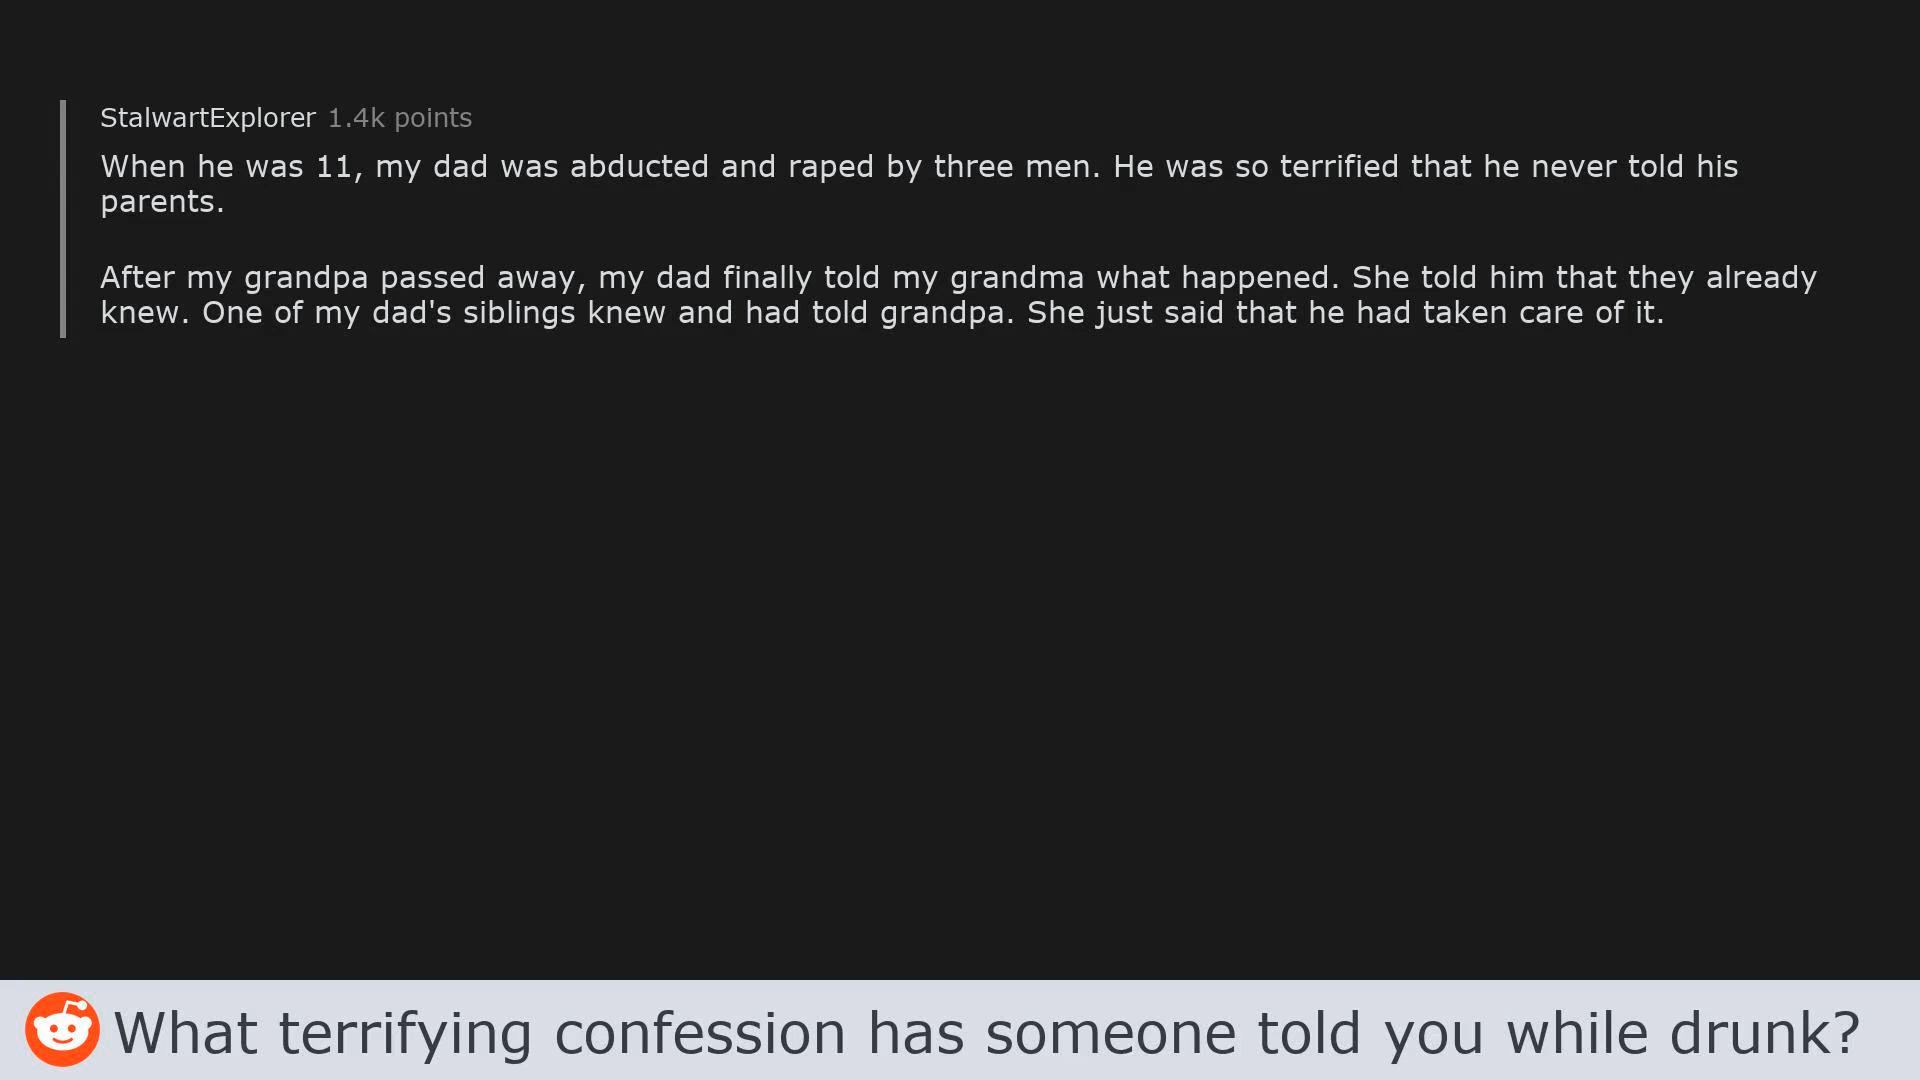 StalwartExplorer 1.4k points
When he was 11, my dad was abducted and raped by three men. He was so terrified that he never told his
parents.
After my grandpa passed away, my dad finally told my grandma what happened. She told him that they already
knew. One of my dad's siblings knew and had told grandpa. She just said that he had taken care of it.
What terrifying confession has someone told you while drunk?